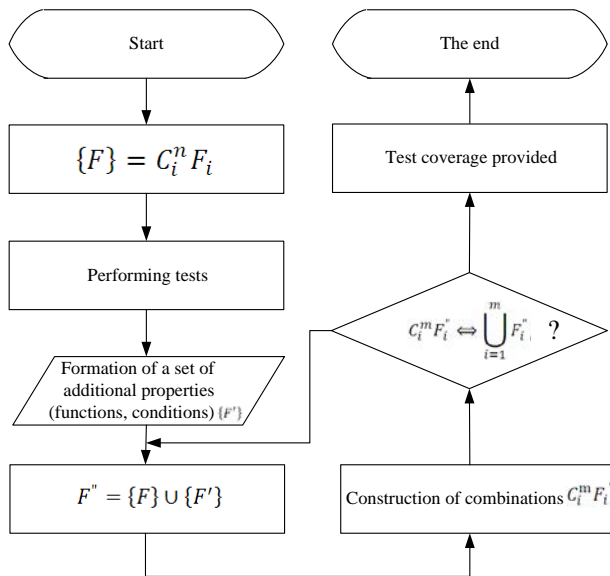 Start
{F} = C_i^n F_i
Performing tests
Formation of a set of
additional properties
(functions, conditions) {F'}
F" = {F} ∪ {F'}
Construction of combinations C_i^m F_i"
C_i^m F_i" ⇔ ⋃_{i=1}^{m} F_i" ?
Test coverage provided
The end